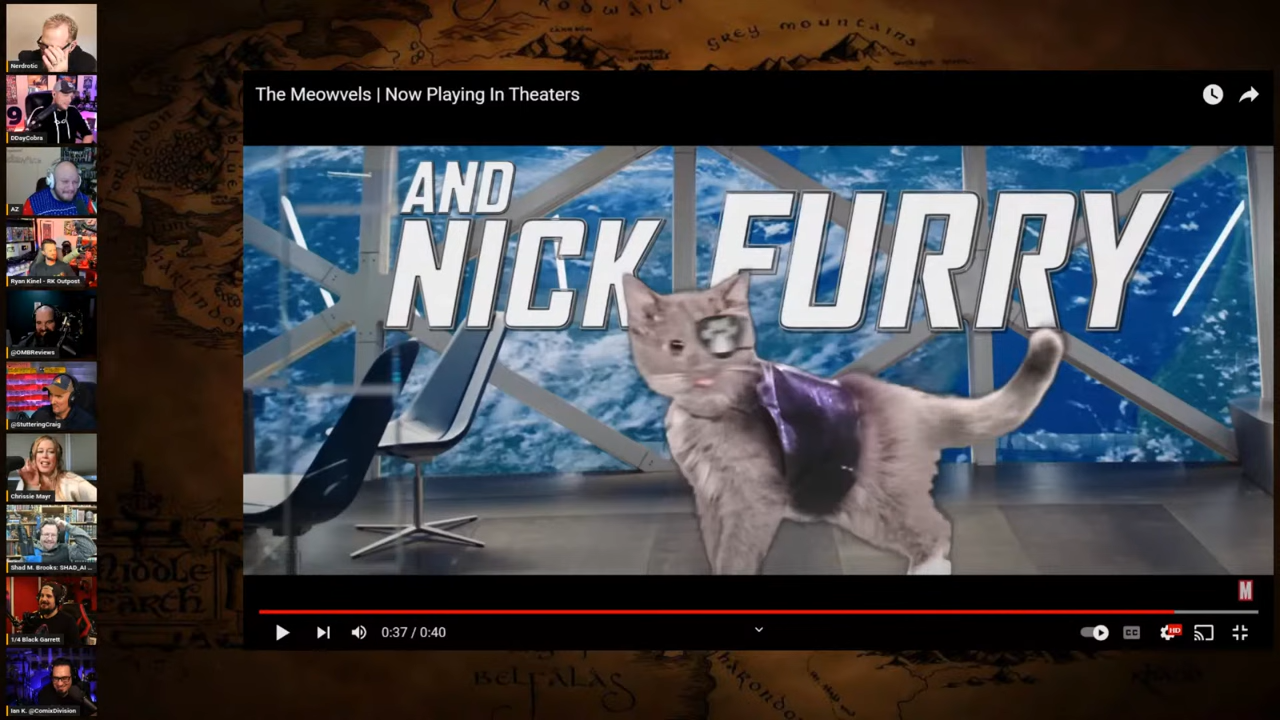 Nerdrotic
DDayCobra
AZ
Ryan Kinel - RK Outpost
@OMBReviews
@StutteringCraig
Chrissie Mayr
Shad M. Brooks: SHAD_AI ...
1/4 Black Garrett
Ian K. @ComixDivision
GREY MOUNTAINS
The Meowvels | Now Playing In Theaters
AND
NICK FURRY
M
0:37 / 0:40
CC
HD
MIDDLE
EARTH
BELFALAS